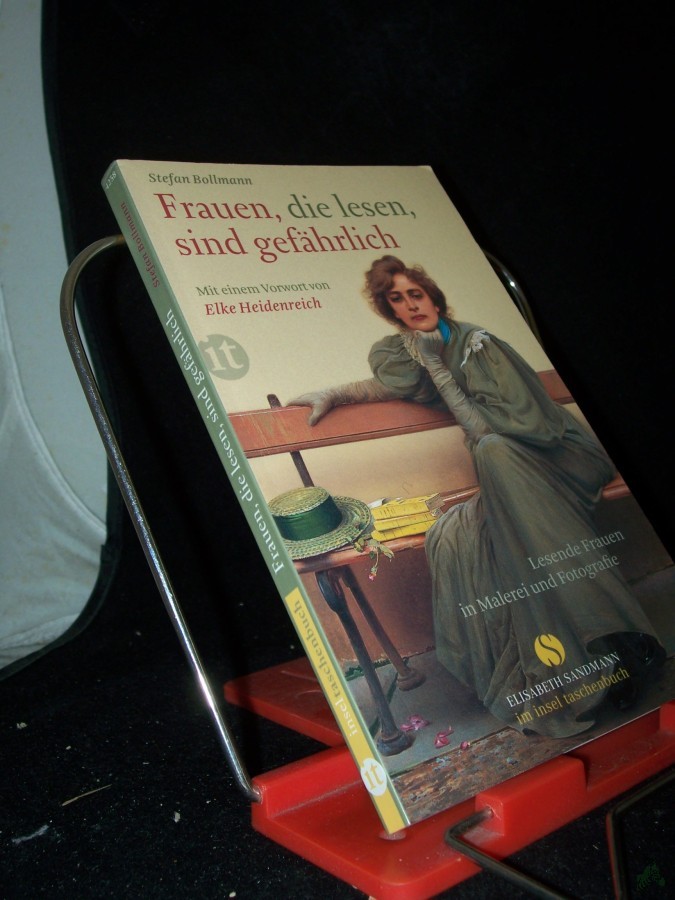 Stefan Bollmann
Frauen, die lesen,
sind gefährlich
Mit einem Vorwort von
Elke Heidenreich
it
Lesende Frauen
in Malerei und Fotografie
S
ELISABETH SANDMANN
im insel taschenbuch
Stefan Bollmann
Frauen, die lesen, sind gefährlich
insel taschenbuch
it